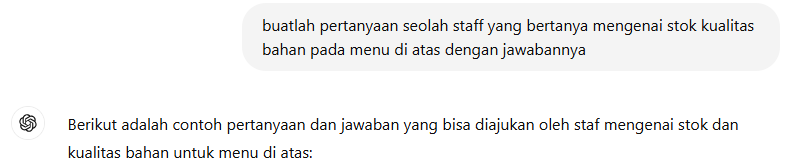 buatlah pertanyaan seolah staff yang bertanya mengenai stok kualitas
bahan pada menu di atas dengan jawabannya
Berikut adalah contoh pertanyaan dan jawaban yang bisa diajukan oleh staf mengenai stok dan
kualitas bahan untuk menu di atas: